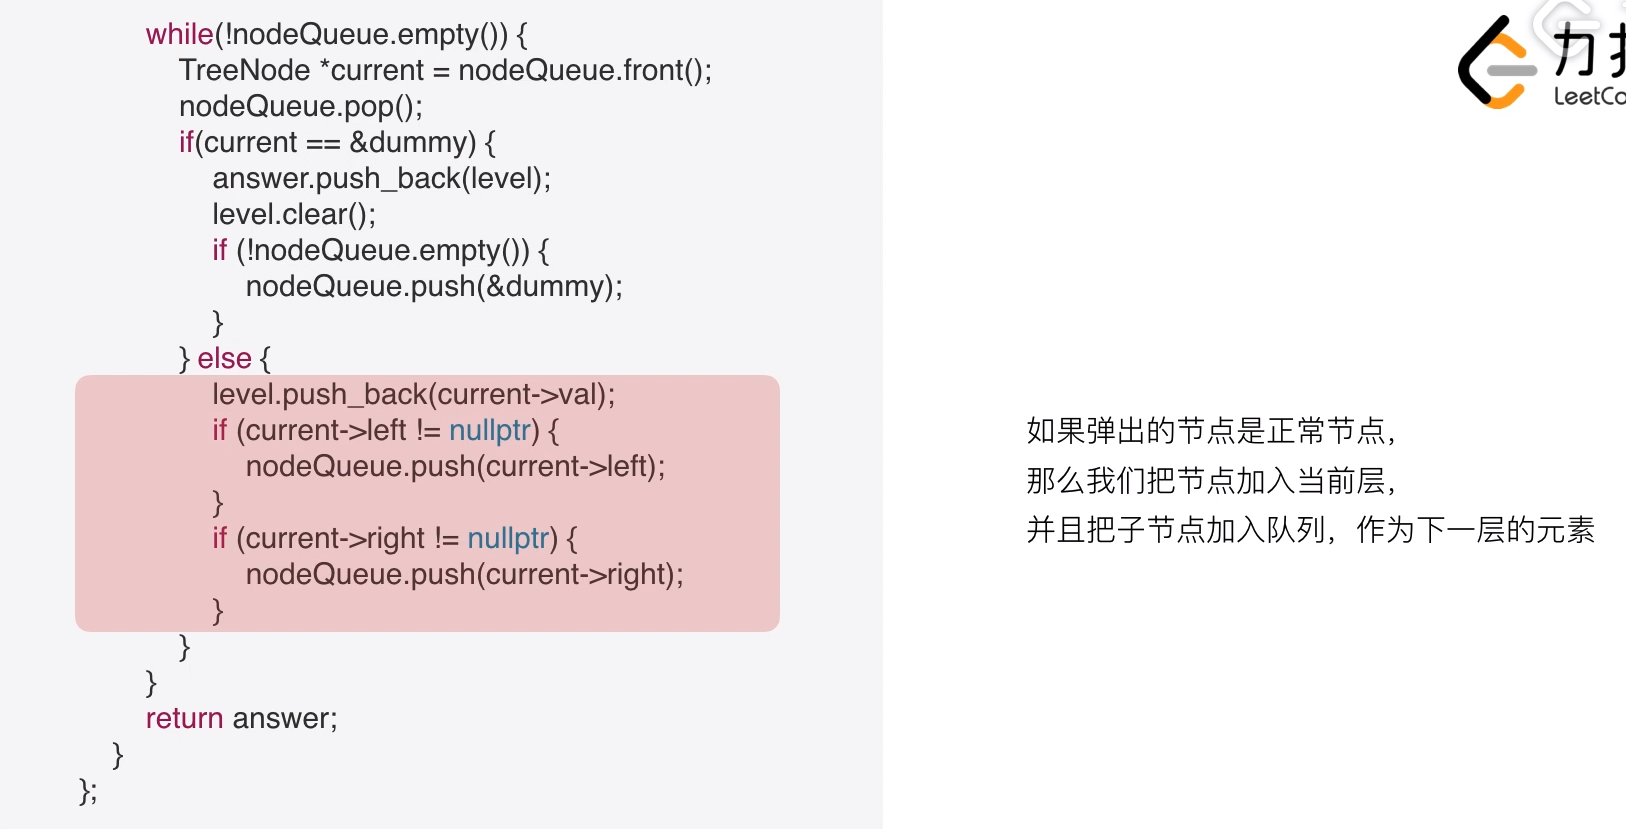 while(!nodeQueue.empty()) {
TreeNode *current = nodeQueue.front();
nodeQueue.pop();
if(current == &dummy) {
answer.push_back(level);
level.clear();
if (!nodeQueue.empty()) {
nodeQueue.push(&dummy);
}
} else {
level.push_back(current->val);
if (current->left != nullptr) {
nodeQueue.push(current->left);
}
if (current->right != nullptr) {
nodeQueue.push(current->right);
}
}
}
return answer;
}
};
力
LeetCo
如果弹出的节点是正常节点，
那么我们把节点加入当前层，
并且把子节点加入队列，作为下一层的元素